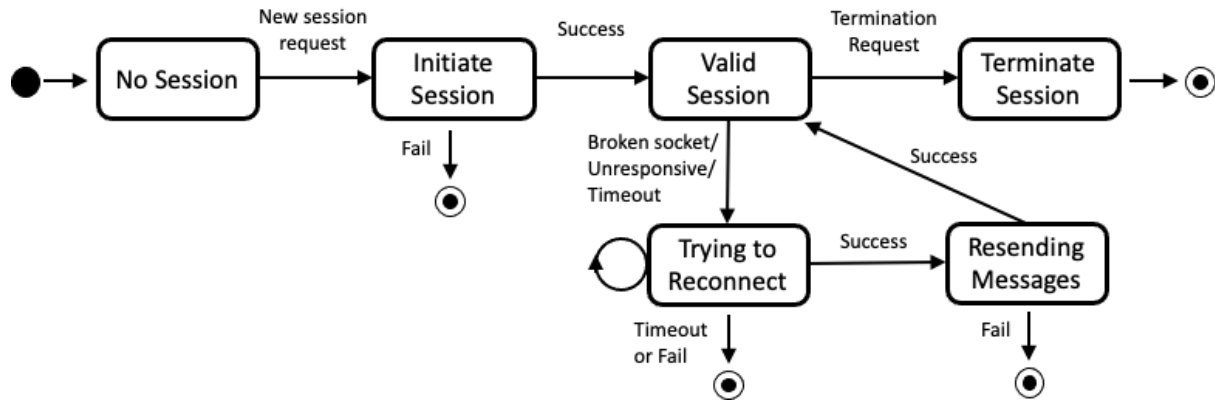 New session
request
Success
Termination
Request
No Session
Initiate
Session
Valid
Session
Terminate
Session
Fail
Broken socket/
Unresponsive/
Timeout
Success
Trying to
Reconnect
Success
Resending
Messages
Timeout
or Fail
Fail